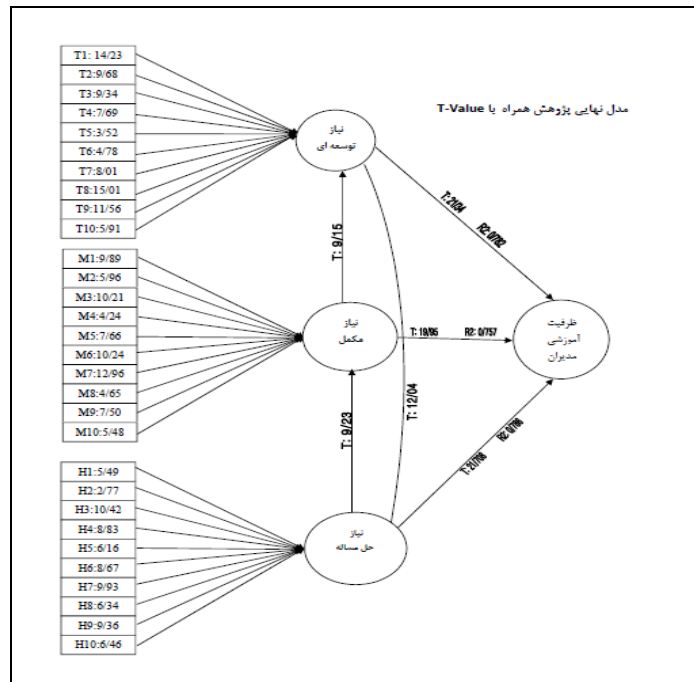 مدل نهایی پژوهش همراه با T-Value
T1: 14/23
T2:9/68
T3:9/34
T4:7/69
T5:3/52
T6:4/78
T7:8/01
T8:15/01
T9:11/56
T10:5/91
نیاز
توسعه ای
T: 21/34
R2: 0/782
T: 9/15
M1:9/89
M2:5/96
M3:10/21
M4:4/24
M5:7/66
M6:10/24
M7:12/96
M8:4/65
M9:7/50
M10:5/48
نیاز
مکمل
T: 19/95
R2: 0/757
ظرفیت
آموزشی
مدیران
T: 9/23
T: 12/04
H1:5/49
H2:2/77
H3:10/42
H4:8/83
H5:6/16
H6:8/67
H7:9/93
H8:6/34
H9:9/36
H10:6/46
نیاز
حل مساله